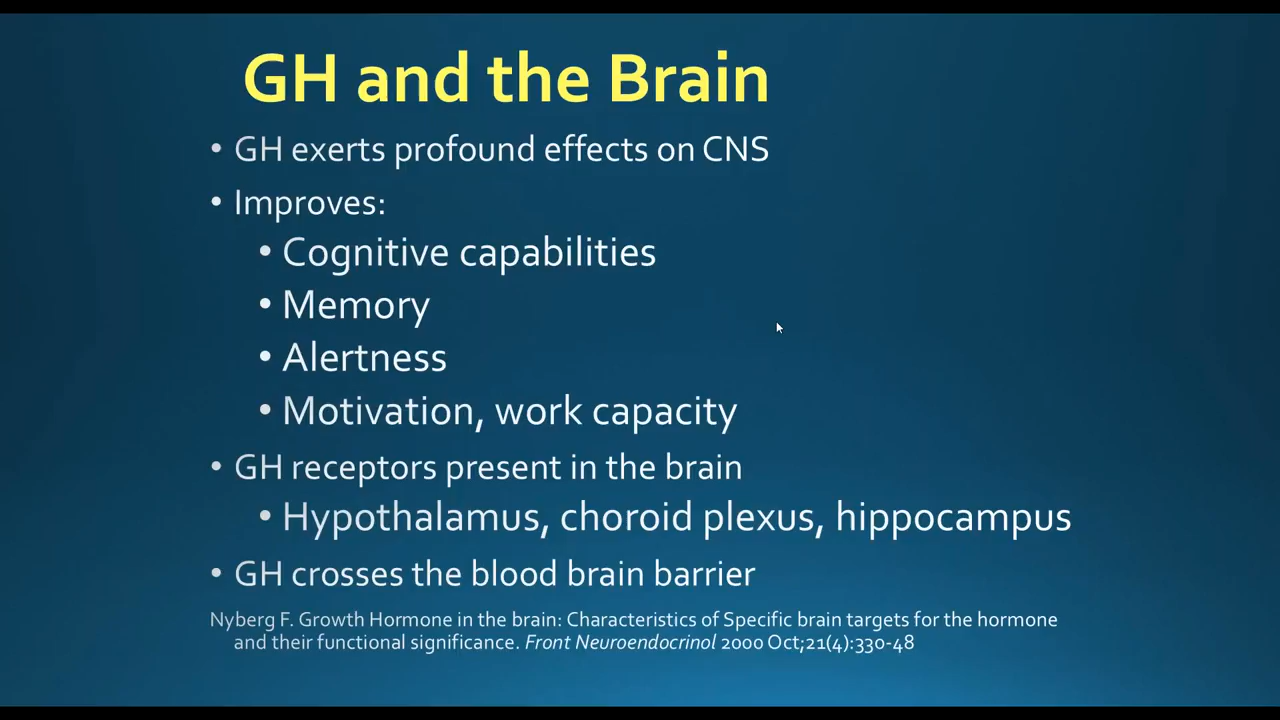 GH and the Brain
• GH exerts profound effects on CNS
• Improves:
• Cognitive capabilities
• Memory
• Alertness
• Motivation, work capacity
• GH receptors present in the brain
• Hypothalamus, choroid plexus, hippocampus
• GH crosses the blood brain barrier
Nyberg F. Growth Hormone in the brain: Characteristics of Specific brain targets for the hormone
and their functional significance. Front Neuroendocrinol 2000 Oct;21(4):330-48